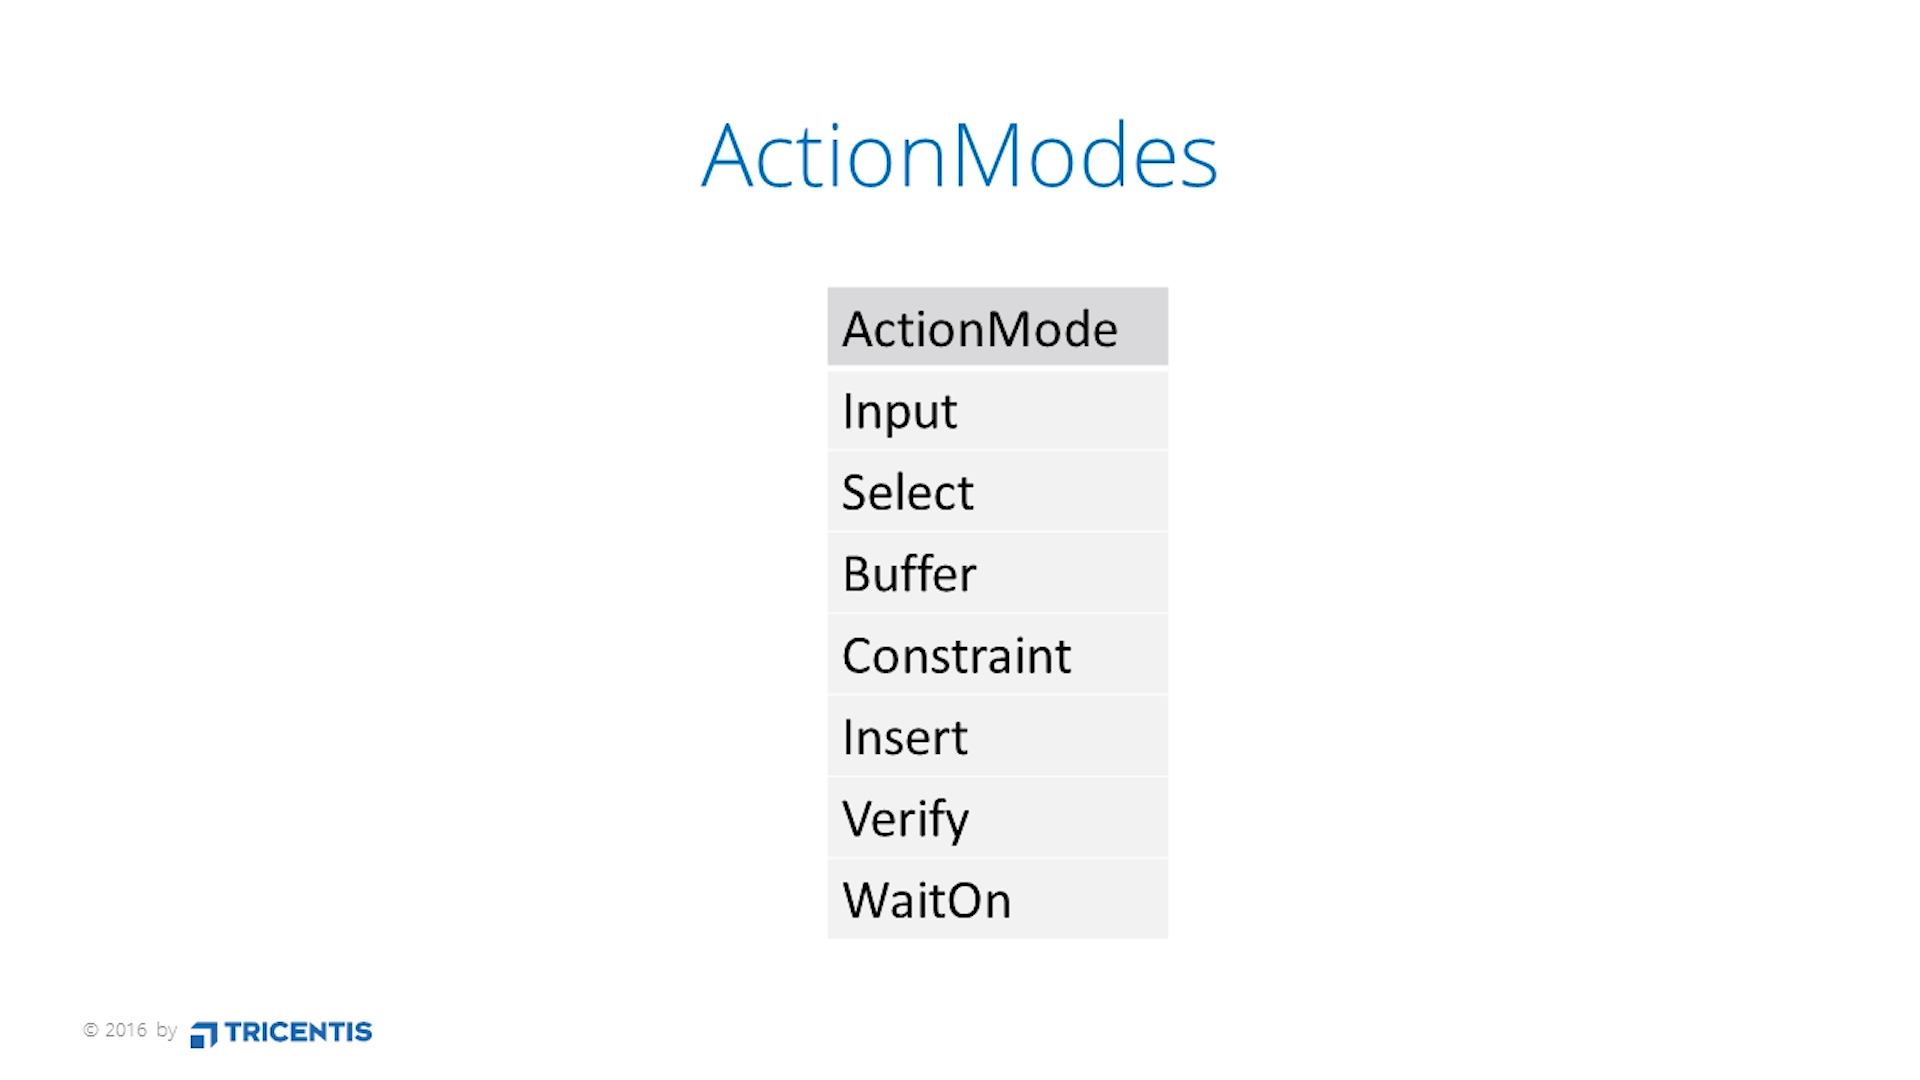 ActionModes
ActionMode
Input
Select
Buffer
Constraint
Insert
Verify
WaitOn
© 2016 by TRICENTIS